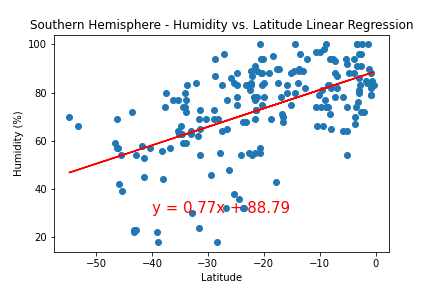 Southern Hemisphere - Humidity vs. Latitude Linear Regression
100
80
60
40
20
Humidity (%)
y = 0.77x + 88.79
−50
−40
−30
−20
−10
0
Latitude